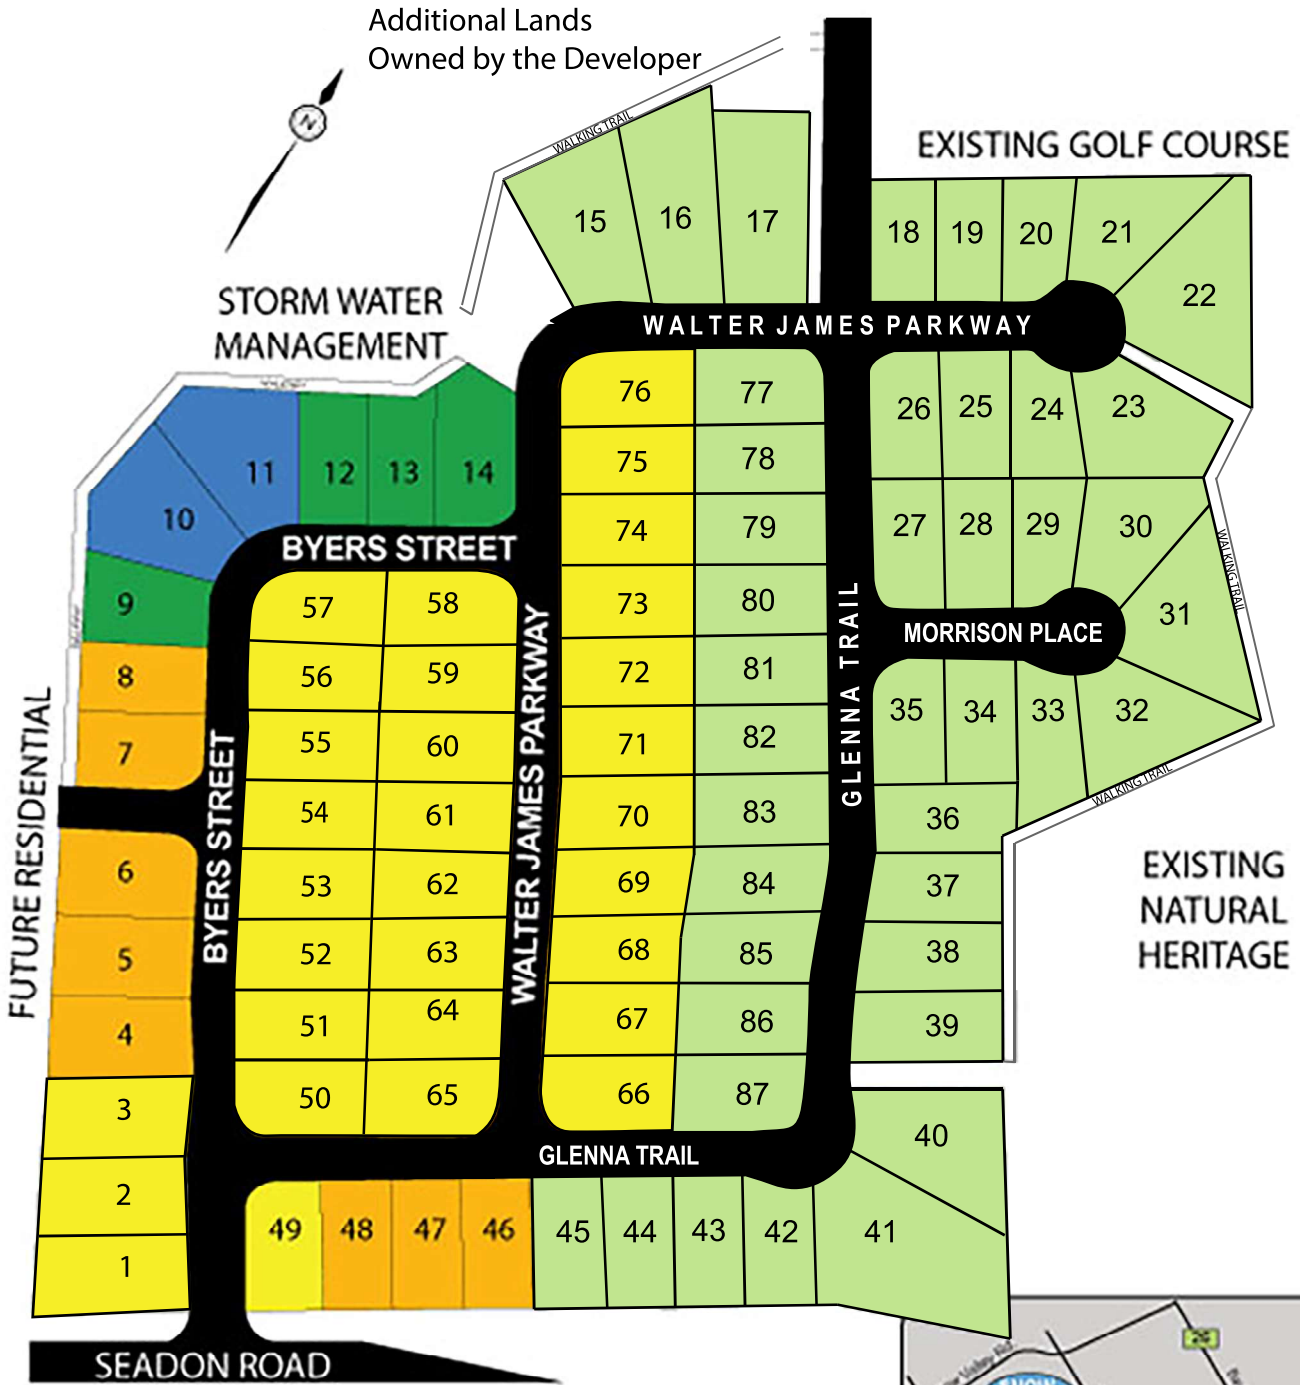 Additional Lands
Owned by the Developer
N
WALKING TRAIL
EXISTING GOLF COURSE
15 16 17 18 19 20 21
22
STORM WATER
MANAGEMENT
WALTER JAMES PARKWAY
76 77 26 25 24 23
75 78
11 12 13 14
10
74 79 27 28 29 30
BYERS STREET
WALKING TRAIL
9 57 58 73 80 31
MORRISON PLACE
8 56 59 72 81
GLENNA TRAIL
WALTER JAMES PARKWAY
BYERS STREET
FUTURE RESIDENTIAL
7 55 60 71 82 35 34 33 32
WALKING TRAIL
54 61 70 83 36
6 53 62 69 84 37
EXISTING
NATURAL
HERITAGE
5 52 63 68 85 38
4 51 64 67 86 39
3 50 65 66 87 40
GLENNA TRAIL
2 49 48 47 46 45 44 43 42 41
1
SEADON ROAD
26